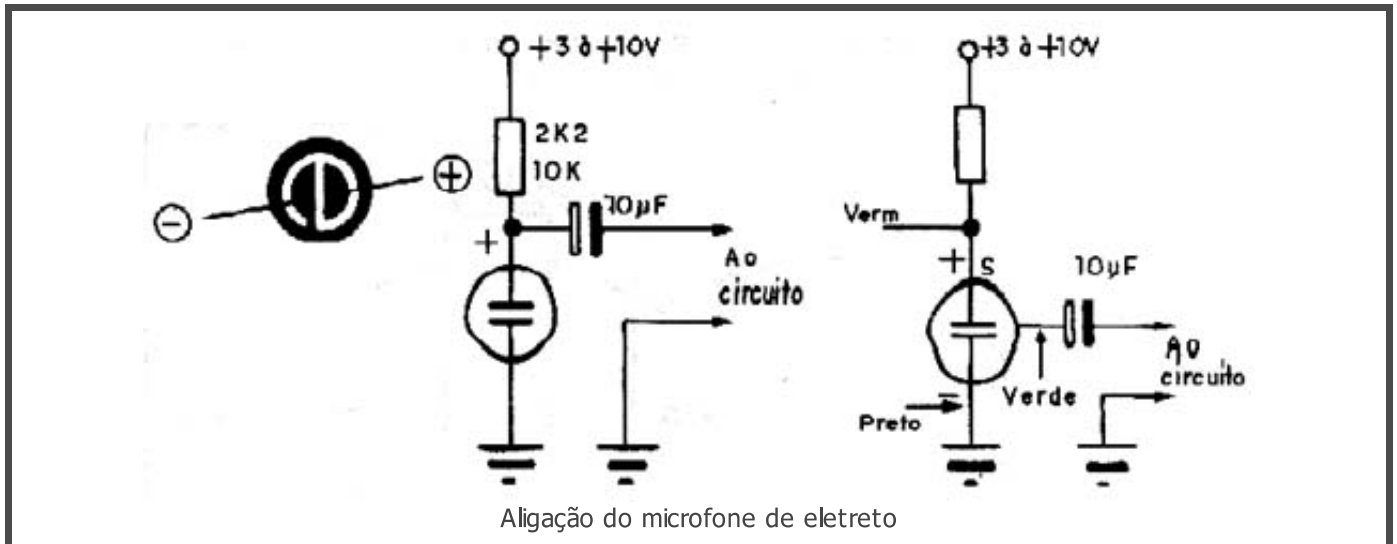 +3 à +10V
2K2
10K
+
-
10µF
+
Ao
circuito
+3 à +10V
Verm
+
S
10µF
Verde
-
Preto
Ao
circuito
Aligação do microfone de eletreto